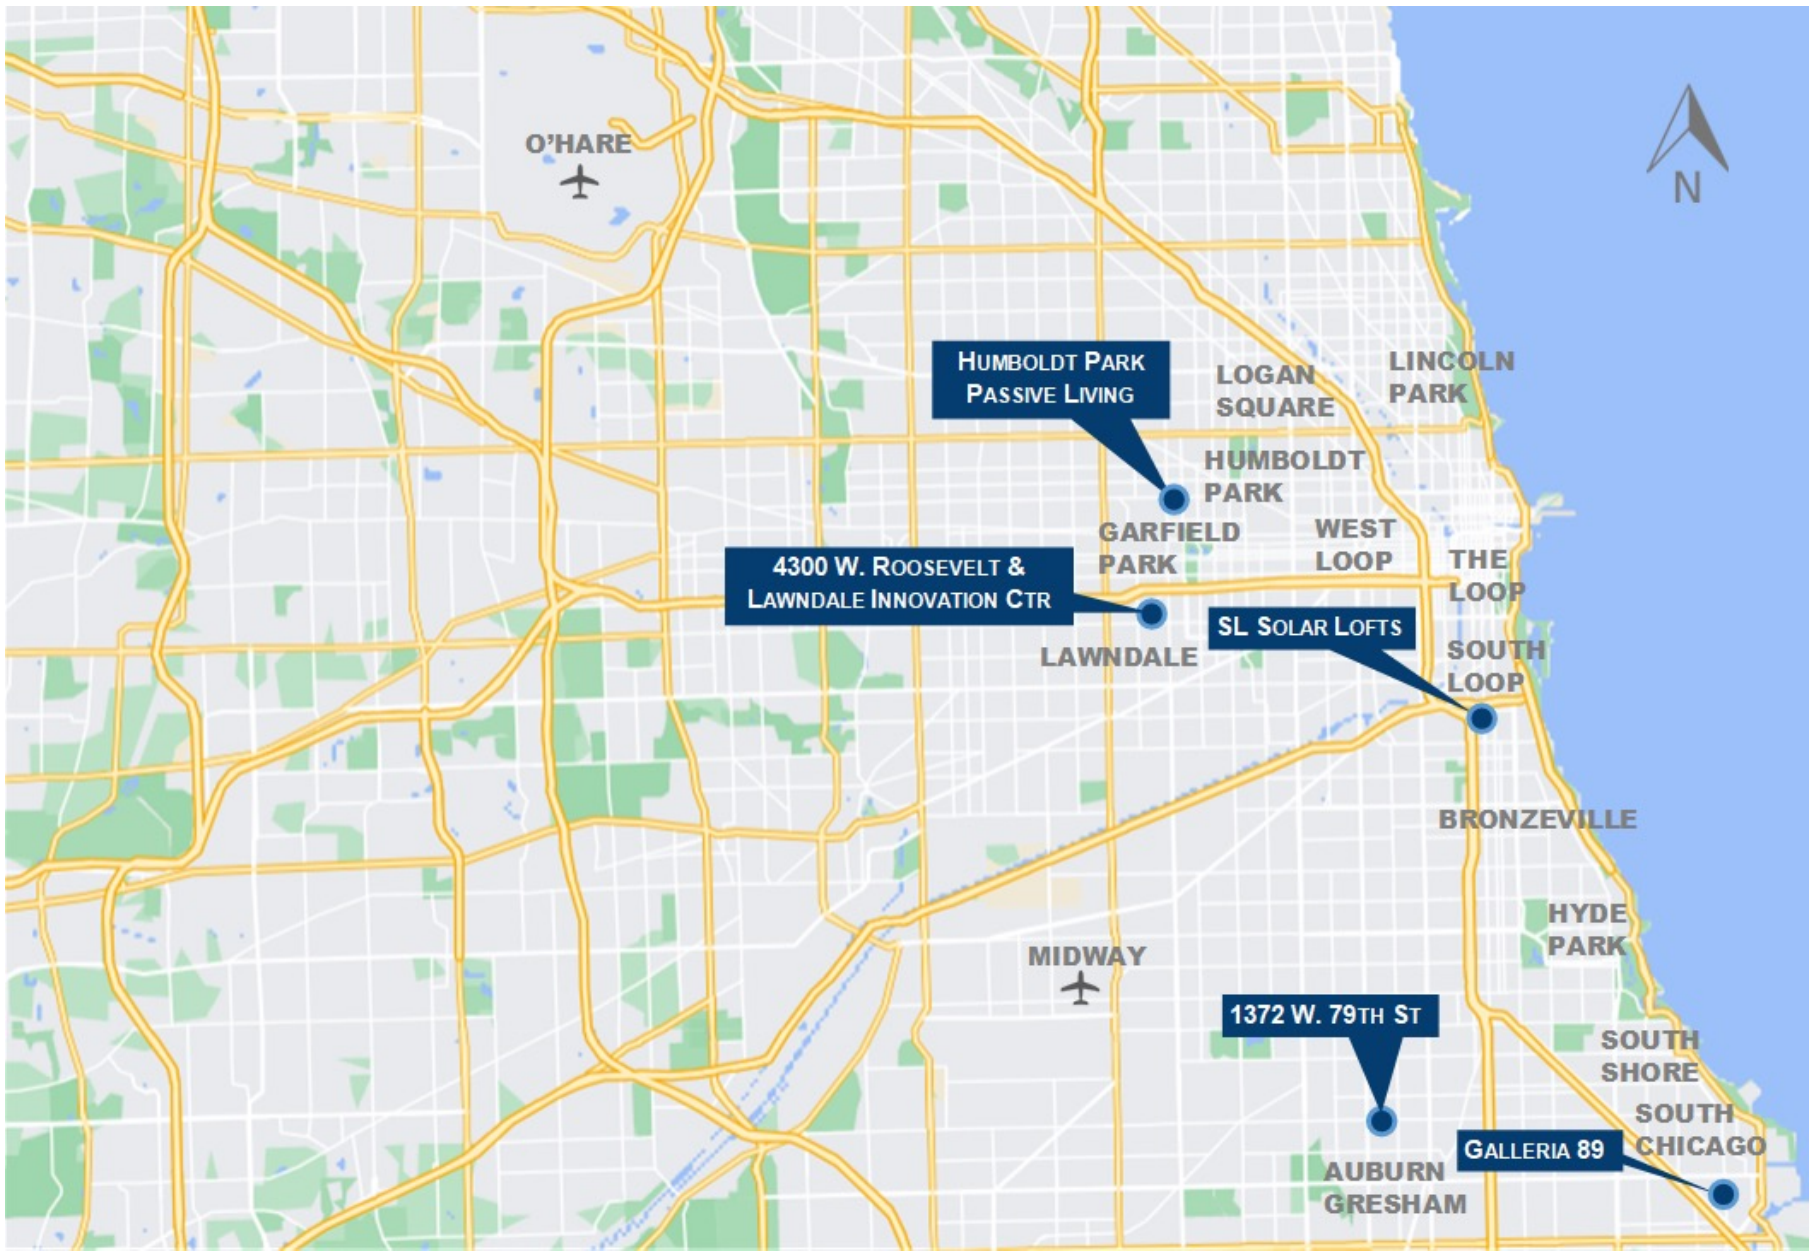 O'HARE
N
HUMBOLDT PARK
PASSIVE LIVING
LOGAN
SQUARE
LINCOLN
PARK
HUMBOLDT
PARK
GARFIELD
PARK
WEST
LOOP
THE
LOOP
4300 W. ROOSEVELT &
LAWNDALE INNOVATION CTR
LAWNDALE
SL SOLAR LOFTS
SOUTH
LOOP
BRONZEVILLE
HYDE
PARK
MIDWAY
1372 W. 79TH ST
SOUTH
SHORE
SOUTH
CHICAGO
GALLERIA 89
AUBURN
GRESHAM